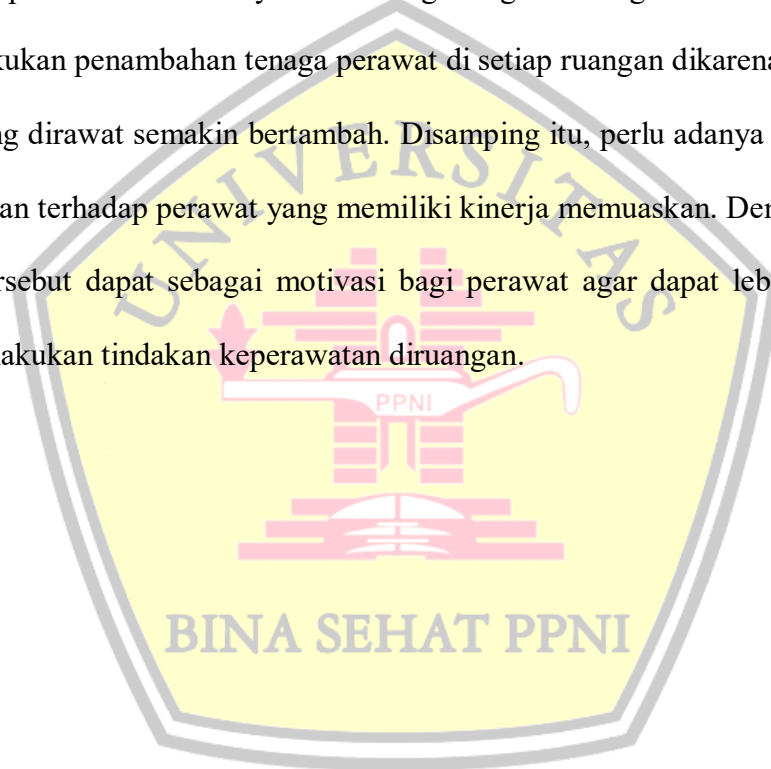 kukan penambahan tenaga perawat di setiap ruangan dikarena
ng dirawat semakin bertambah. Disamping itu, perlu adanya
an terhadap perawat yang memiliki kinerja memuaskan. Der
rsebut dapat sebagai motivasi bagi perawat agar dapat leb
akukan tindakan keperawatan diruangan.
UNIVERSITAS
PPNI
BINA SEHAT PPNI